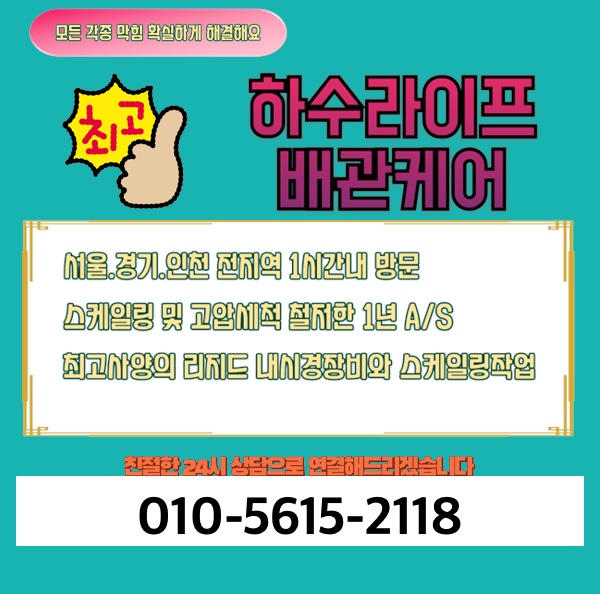 모든 각종 막힘 확실하게 해결해요
최고
하수라이프
배관케어
서울.경기.인천 전지역 1시간내 방문
스케일링 및 고압세척 철저한 1년 A/S
최고사양의 리지드 내시경장비와 스케일링작업
친절한 24시 상담으로 연결해드리겠습니다
010-5615-2118